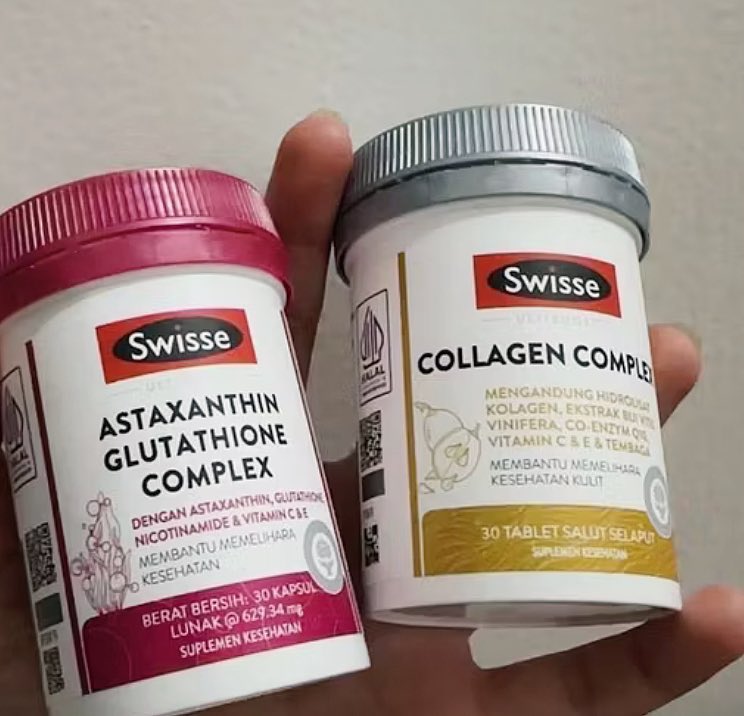 Swisse
ASTAXANTHIN
GLUTATHIONE
COMPLEX
DENGAN ASTAXANTHIN, GLUTATHIONE
NICOTINAMIDE & VITAMIN C & E
MEMBANTU MEMELIHARA
KESEHATAN
BERAT BERSIH: 30 KAPSUL
LUNAK @ 629.34 mg
SUPLEMEN KESEHATAN
Swisse
ULTIBOOST
COLLAGEN COMPLEX
MENGANDUNG HIDROLISAT
KOLAGEN, EKSTRAK BIJI VITIS
VINIFERA, CO-ENZYM Q10,
VITAMIN C & E & TEMBAGA
MEMBANTU MEMELIHARA
KESEHATAN KULIT
30 TABLET SALUT SELAPUT
SUPLEMEN KESEHATAN
HALAL